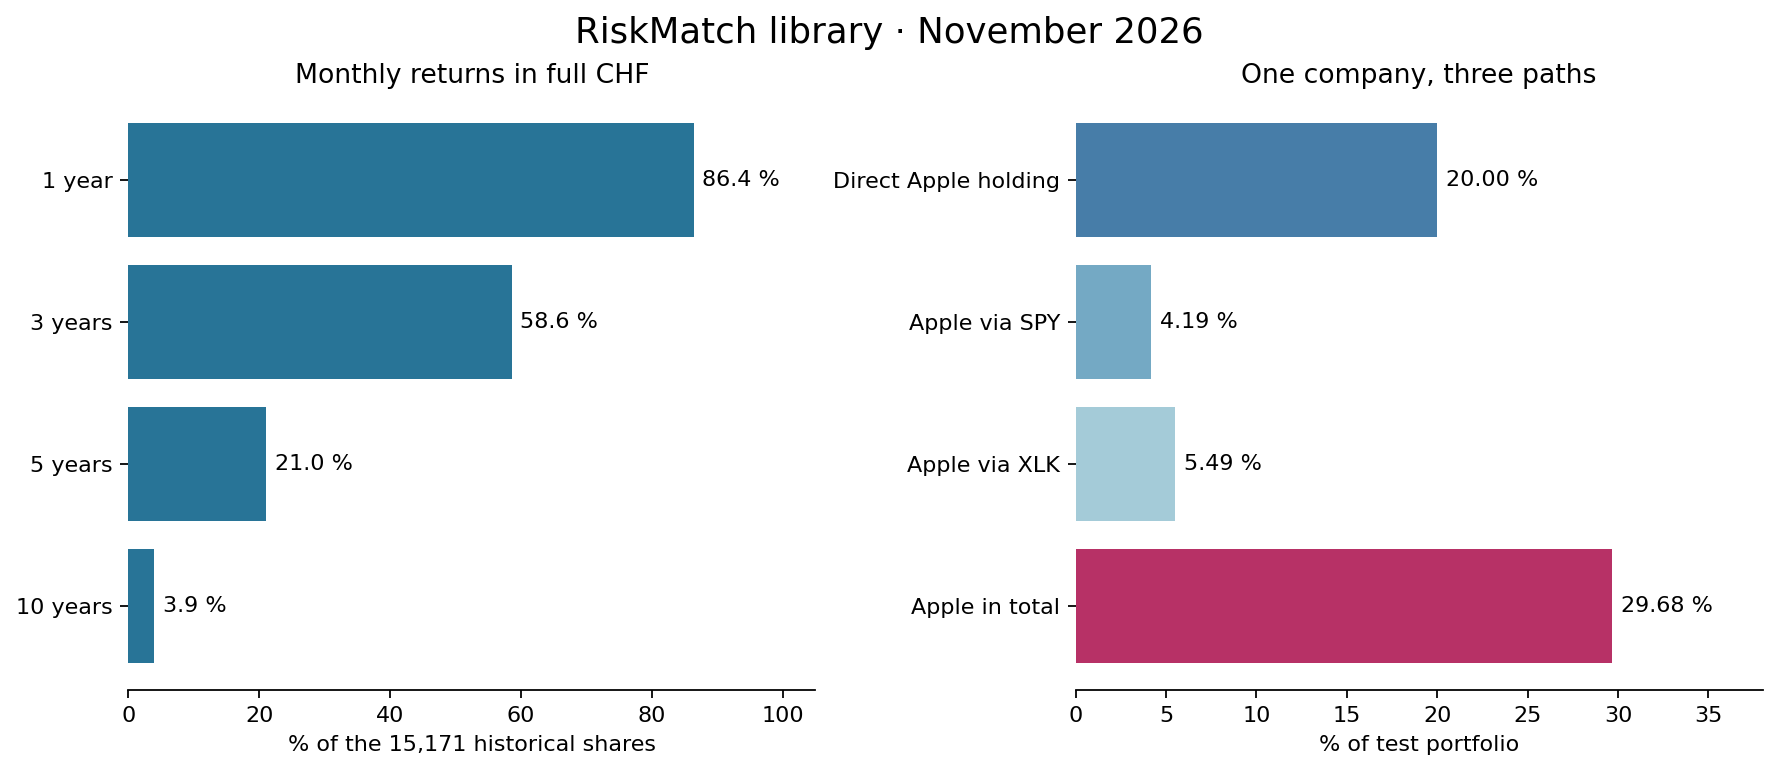 RiskMatch library · November 2026
Monthly returns in full CHF
1 year
86.4 %
3 years
58.6 %
5 years
21.0 %
10 years
3.9 %
0 20 40 60 80 100
% of the 15,171 historical shares
One company, three paths
Direct Apple holding
20.00 %
Apple via SPY
4.19 %
Apple via XLK
5.49 %
Apple in total
29.68 %
0 5 10 15 20 25 30 35
% of test portfolio